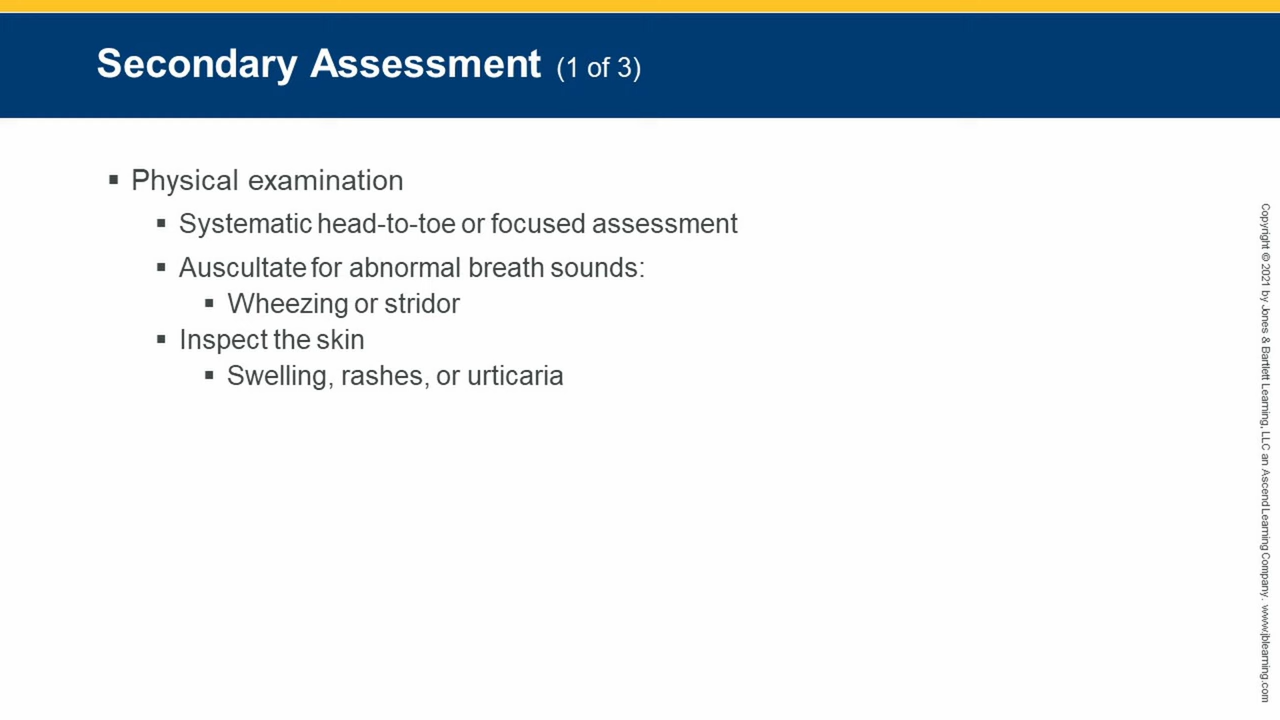 Secondary Assessment (1 of 3)
▪ Physical examination
▪ Systematic head-to-toe or focused assessment
▪ Auscultate for abnormal breath sounds:
▪ Wheezing or stridor
▪ Inspect the skin
▪ Swelling, rashes, or urticaria
Copyright © 2021 by Jones & Bartlett Learning, LLC an Ascend Learning Company. www.jblearning.com